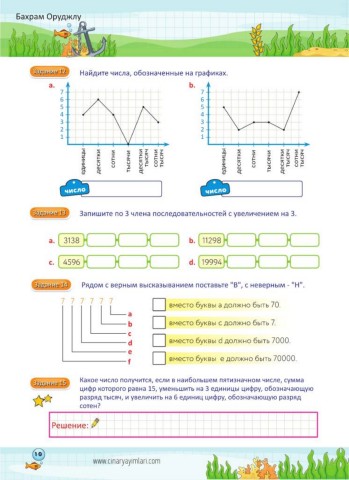 Бахрам Оруджлу
Задание 12
Найдите числа, обозначенные на графиках.
a.
b.
7
6
5
4
3
2
1
единицы
десятки
сотни
тысячи
десятки тысяч
сотни тысяч
7
6
5
4
3
2
1
единицы
десятки
сотни
тысячи
десятки тысяч
сотни тысяч
число
число
Задание 13
Запишите по 3 члена последовательностей с увеличением на 3.
a. 3138
b. 11298
c. 4596
d. 19994
Задание 14
Рядом с верным высказыванием поставьте "В", с неверным - "Н".
7 7 7 7 7 7
a
b
c
d
e
f
вместо буквы a должно быть 70.
вместо буквы c должно быть 7.
вместо буквы d должно быть 7000.
вместо буквы e должно быть 70000.
Задание 15
Какое число получится, если в наибольшем пятизначном числе, сумма
цифр которого равна 15, уменьшить на 3 единицы цифру, обозначающую
разряд тысяч, и увеличить на 6 единиц цифру, обозначающую разряд
сотен?
Решение:
10
www.cinaryayimlari.com